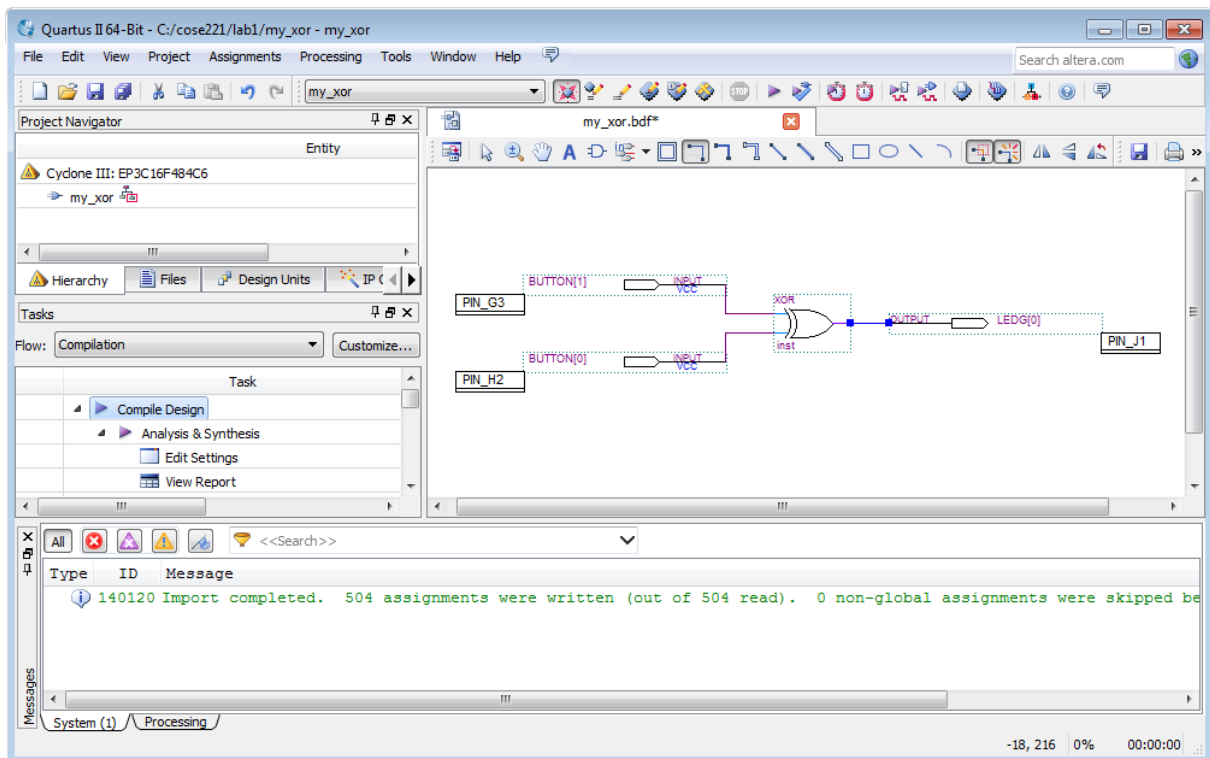 Quartus II 64-Bit - C:/cose221/lab1/my_xor - my_xor
File Edit View Project Assignments Processing Tools Window Help
Search altera.com
my_xor
STOP
Project Navigator
my_xor.bdf*
Entity
A
Cyclone III: EP3C16F484C6
my_xor
Hierarchy Files Design Units IP
Tasks
Flow: Compilation Customize...
Task
Compile Design
Analysis & Synthesis
Edit Settings
View Report
BUTTON[1] INPUT
VCC
PIN_G3
XOR
inst
OUTPUT LEDG[0]
PIN_J1
BUTTON[0] INPUT
VCC
PIN_H2
All <<Search>>
Type ID Message
140120 Import completed. 504 assignments were written (out of 504 read). 0 non-global assignments were skipped be
Messages
System (1) Processing
-18, 216 0% 00:00:00